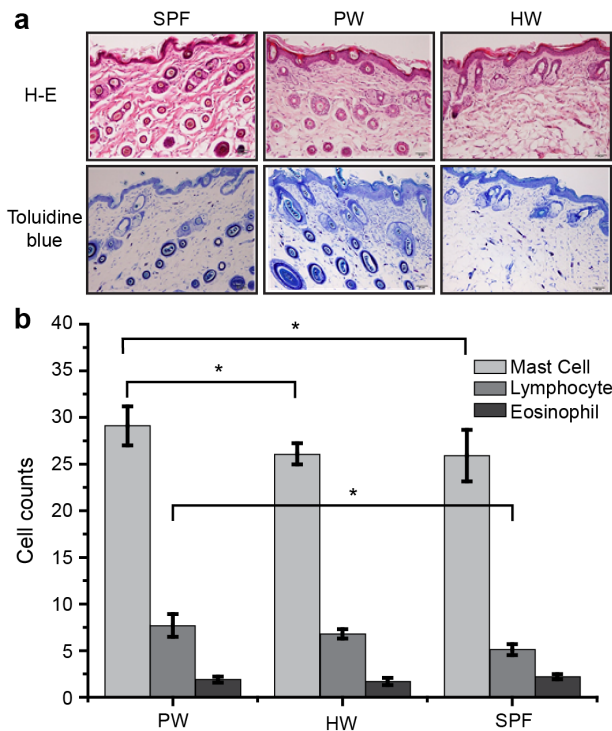 a
SPF PW HW
H-E
Toluidine
blue
b
40
35
30
25
20
15
10
5
0
Cell counts
*
*
*
Mast Cell
Lymphocyte
Eosinophil
PW HW SPF